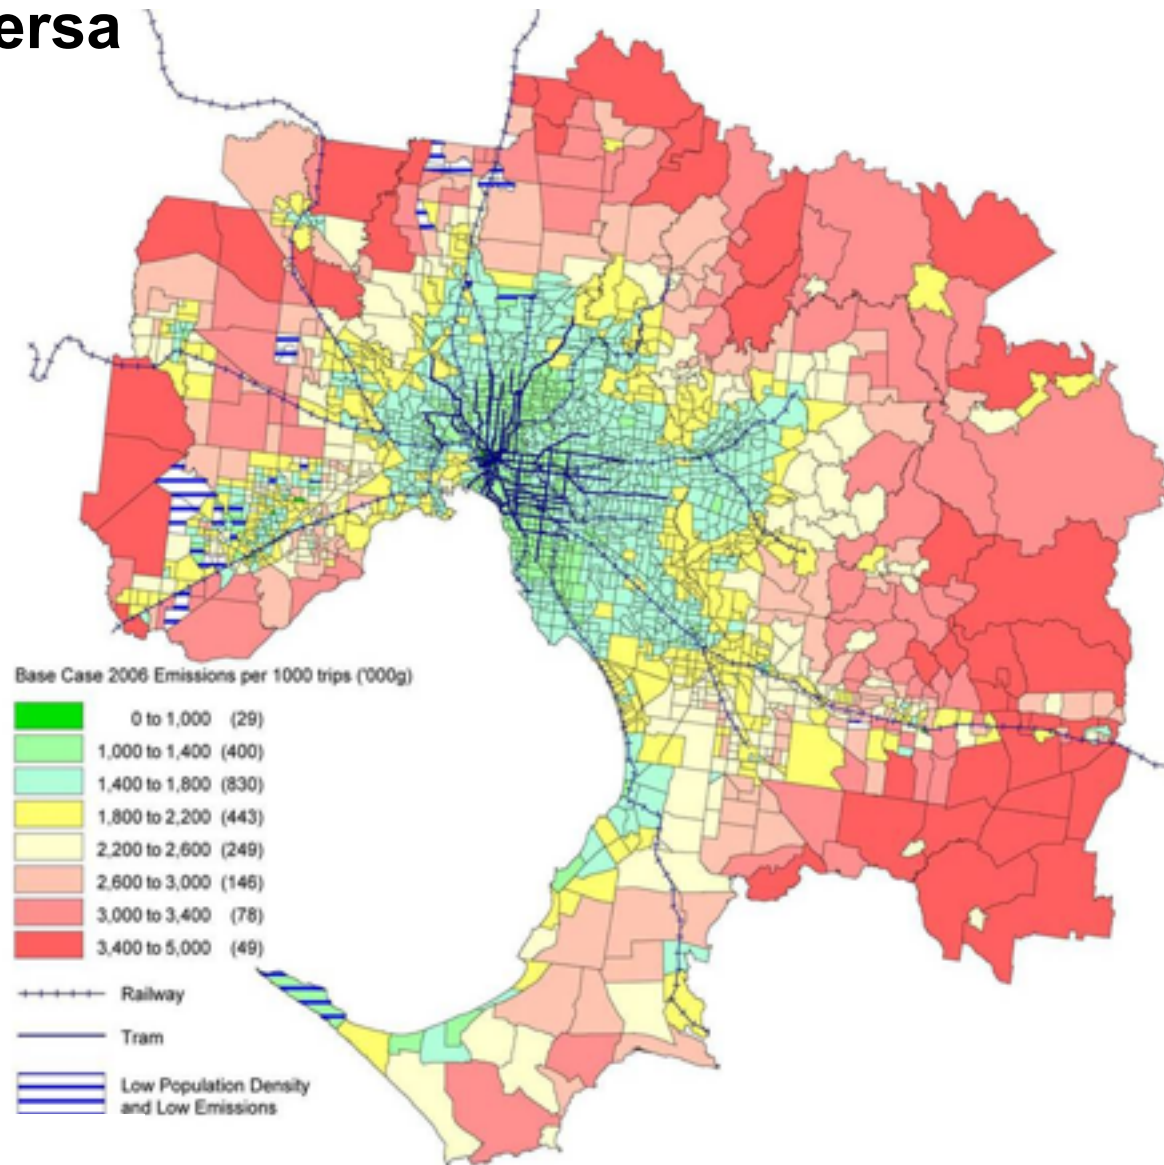 ersa
Base Case 2006 Emissions per 1000 trips ('000g)
0 to 1,000 (29)
1,000 to 1,400 (400)
1,400 to 1,800 (830)
1,800 to 2,200 (443)
2,200 to 2,600 (249)
2,600 to 3,000 (146)
3,000 to 3,400 (78)
3,400 to 5,000 (49)
Railway
Tram
Low Population Density
and Low Emissions